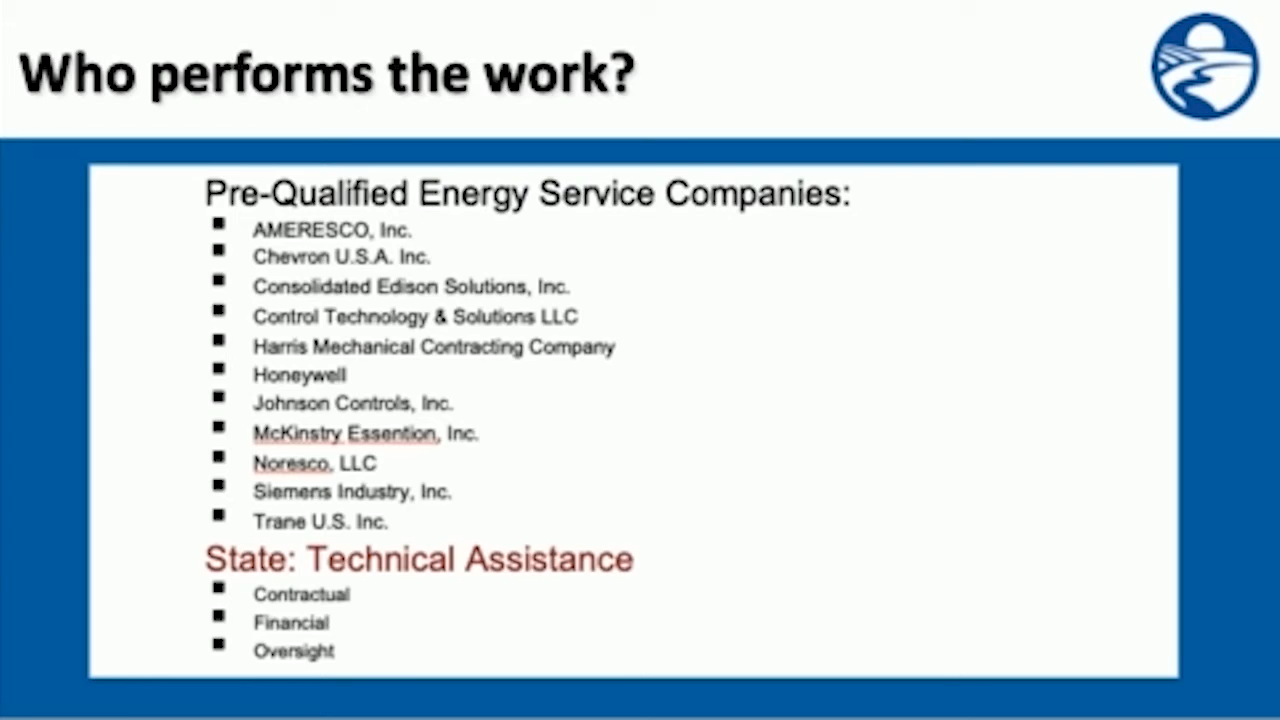 Who performs the work?
Pre-Qualified Energy Service Companies:
AMERESCO, Inc.
Chevron U.S.A. Inc.
Consolidated Edison Solutions, Inc.
Control Technology & Solutions LLC
Harris Mechanical Contracting Company
Honeywell
Johnson Controls, Inc.
McKinstry Essention, Inc.
Noresco, LLC
Siemens Industry, Inc.
Trane U.S. Inc.
State: Technical Assistance
Contractual
Financial
Oversight